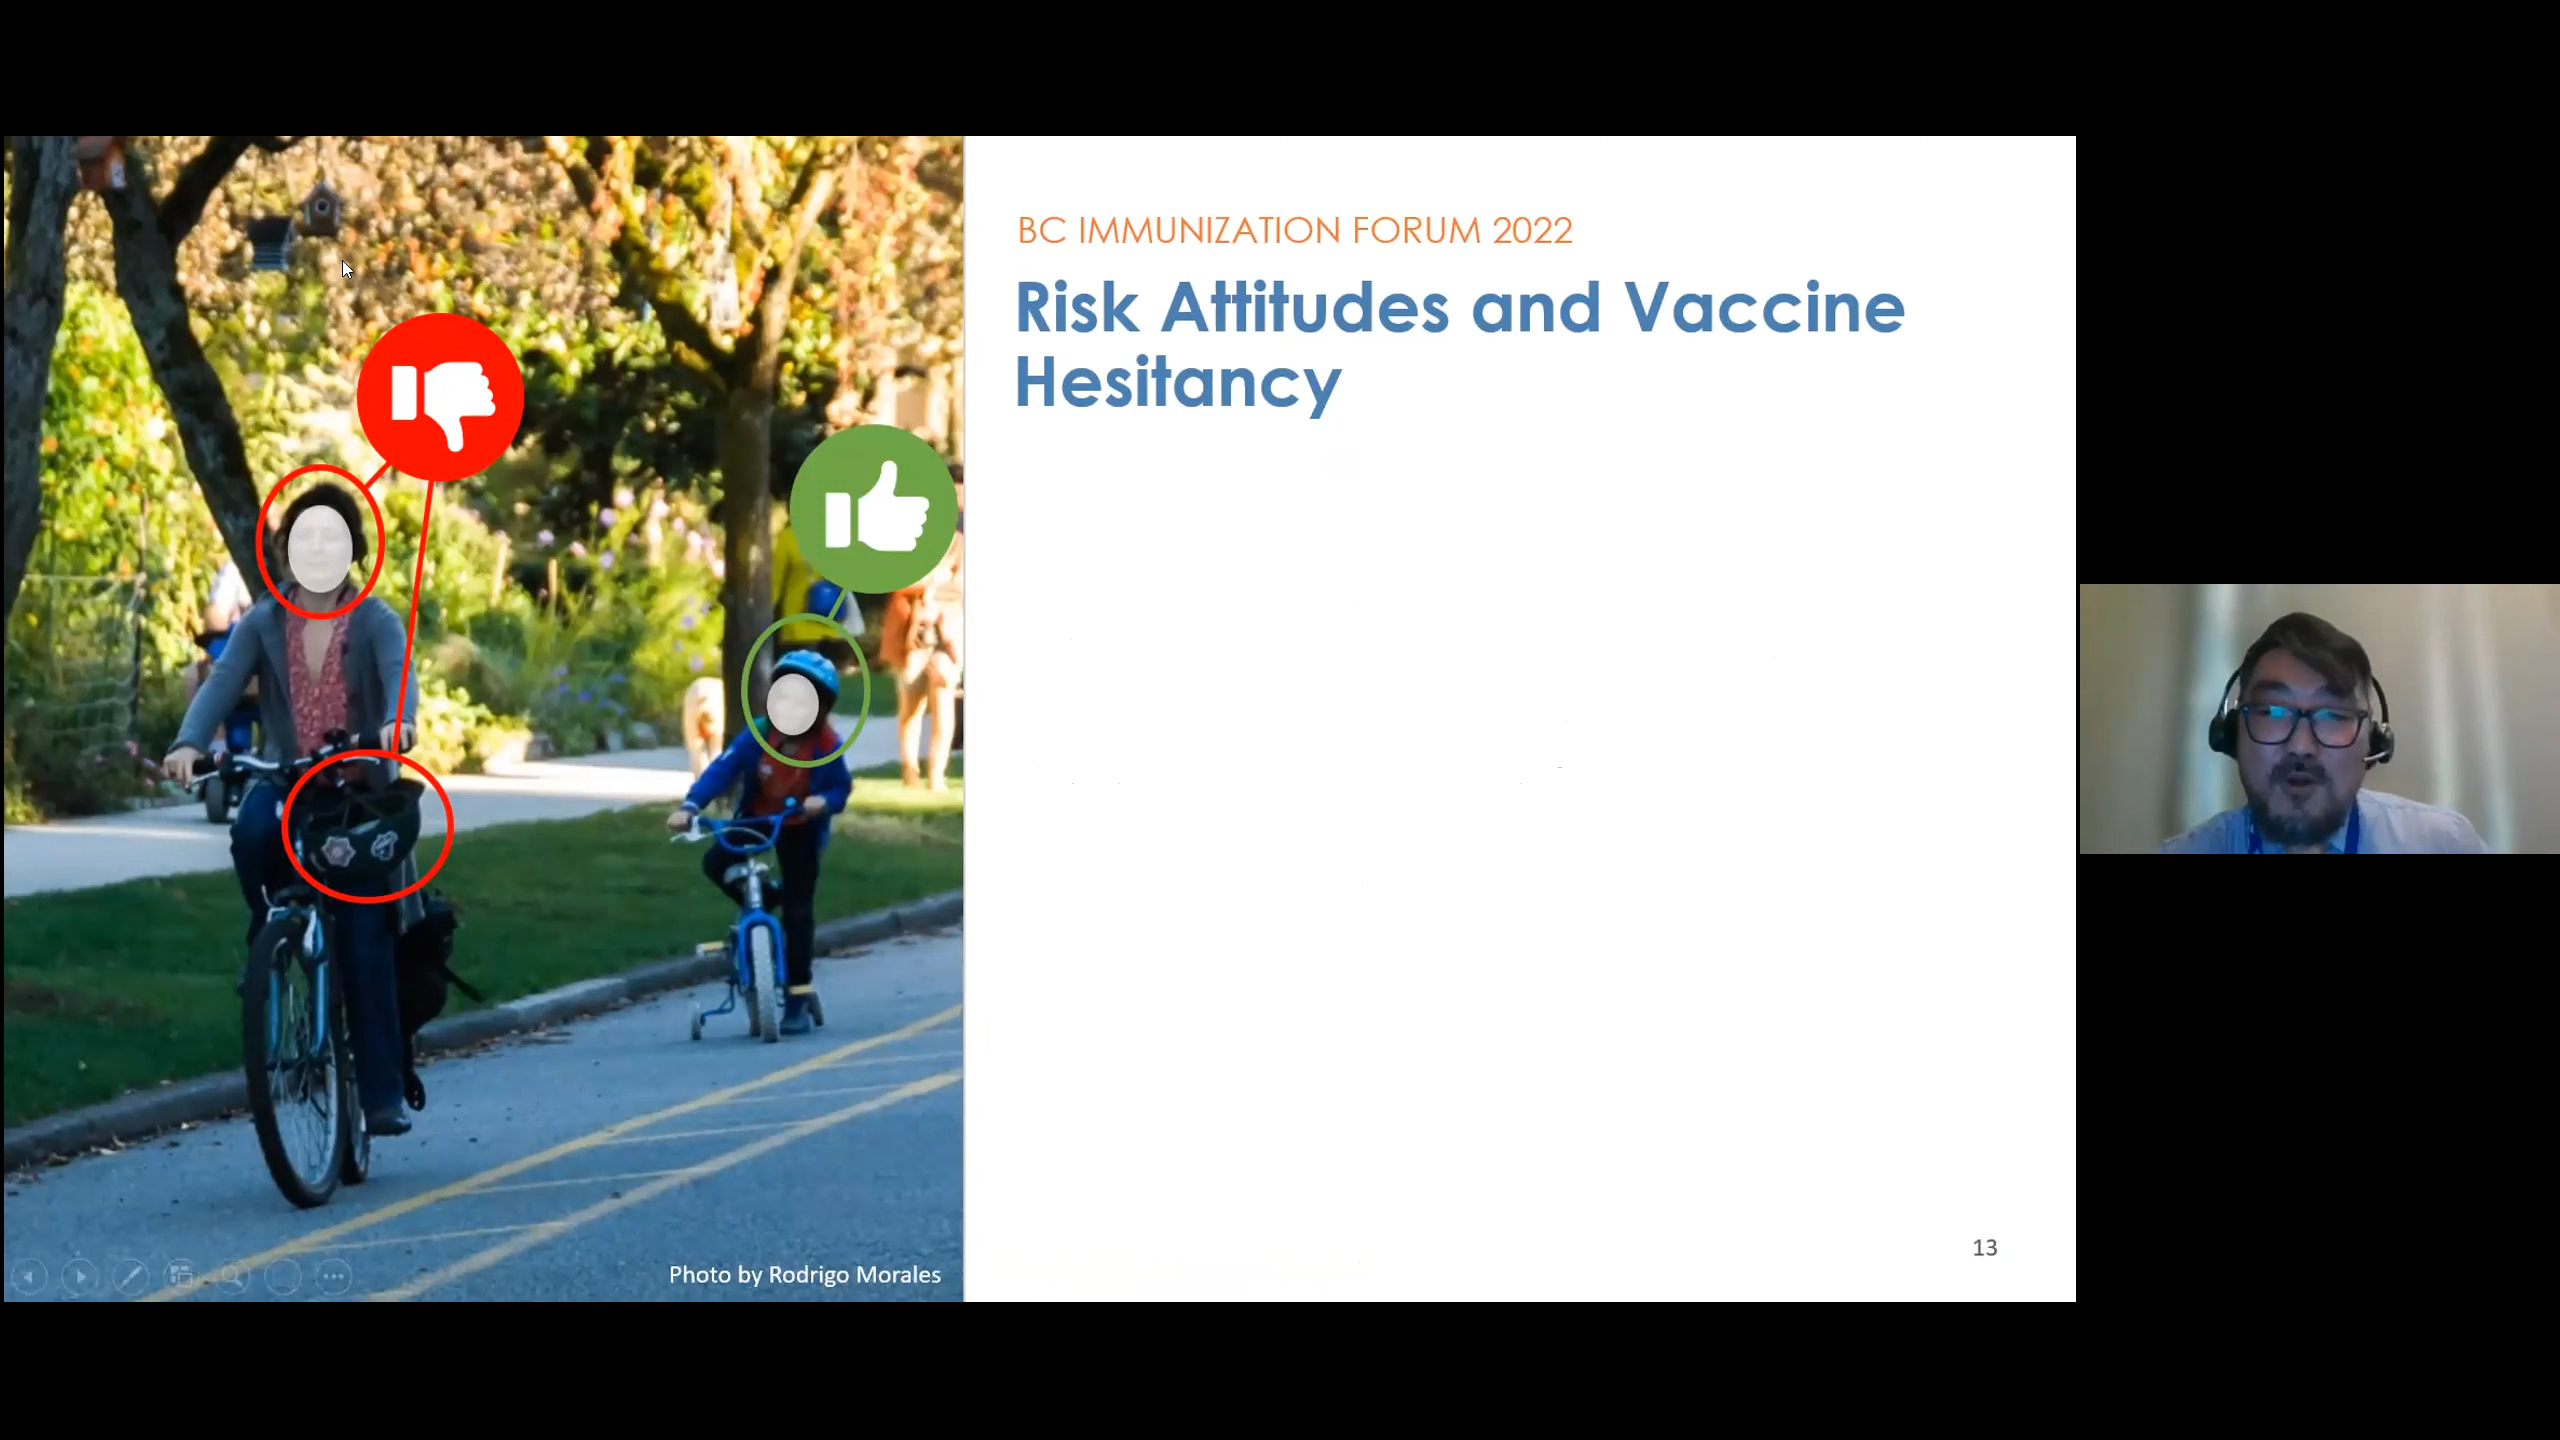 BC IMMUNIZATION FORUM 2022
Risk Attitudes and Vaccine
Hesitancy
Photo by Rodrigo Morales
13